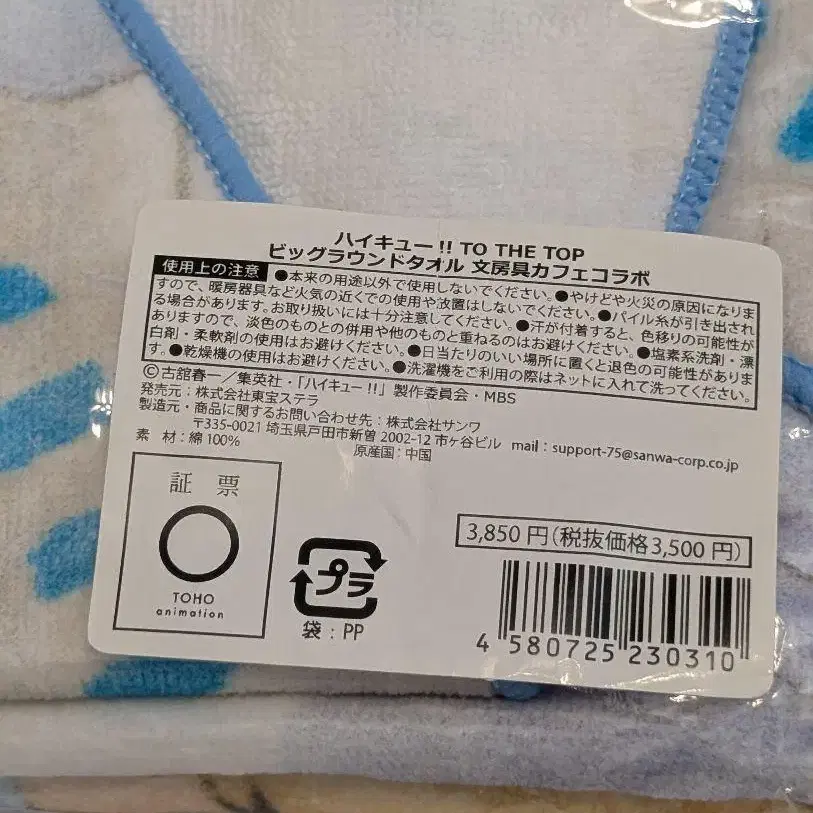 ハイキュー!! TO THE TOP
ビッグラウンドタオル 文房具カフェコラボ
使用上の注意 ●本来の用途以外で使用しないでください。●やけどや火災の原因になりま
すので、暖房器具など火気の近くでの使用や放置はしないでください。●パイル糸が引き出され
る場合があります。お取り扱いには十分注意してください。●汗が付着すると、色移りの可能性が
ありますので、淡色のものとの併用や他のものと重ねるのはお避けください。●塩素系洗剤・漂
白剤・柔軟剤の使用はお避けください。●日当たりのいい場所に置くと退色の可能性がありま
す。●乾燥機の使用はお避けください。●洗濯機をご利用の際はネットに入れて洗ってください。
©古舘春一／集英社・「ハイキュー!!」製作委員会・MBS
発売元：株式会社東宝ステラ
製造元・商品に関するお問い合わせ先：株式会社サンワ
〒335-0021 埼玉県戸田市新曽 2002-12 市ヶ谷ビル mail：support-75@sanwa-corp.co.jp
素 材：綿 100%
原産国：中国
証 票
TOHO
animation
プラ
袋：PP
3,850 円(税抜価格3,500 円)
4 580725 230310